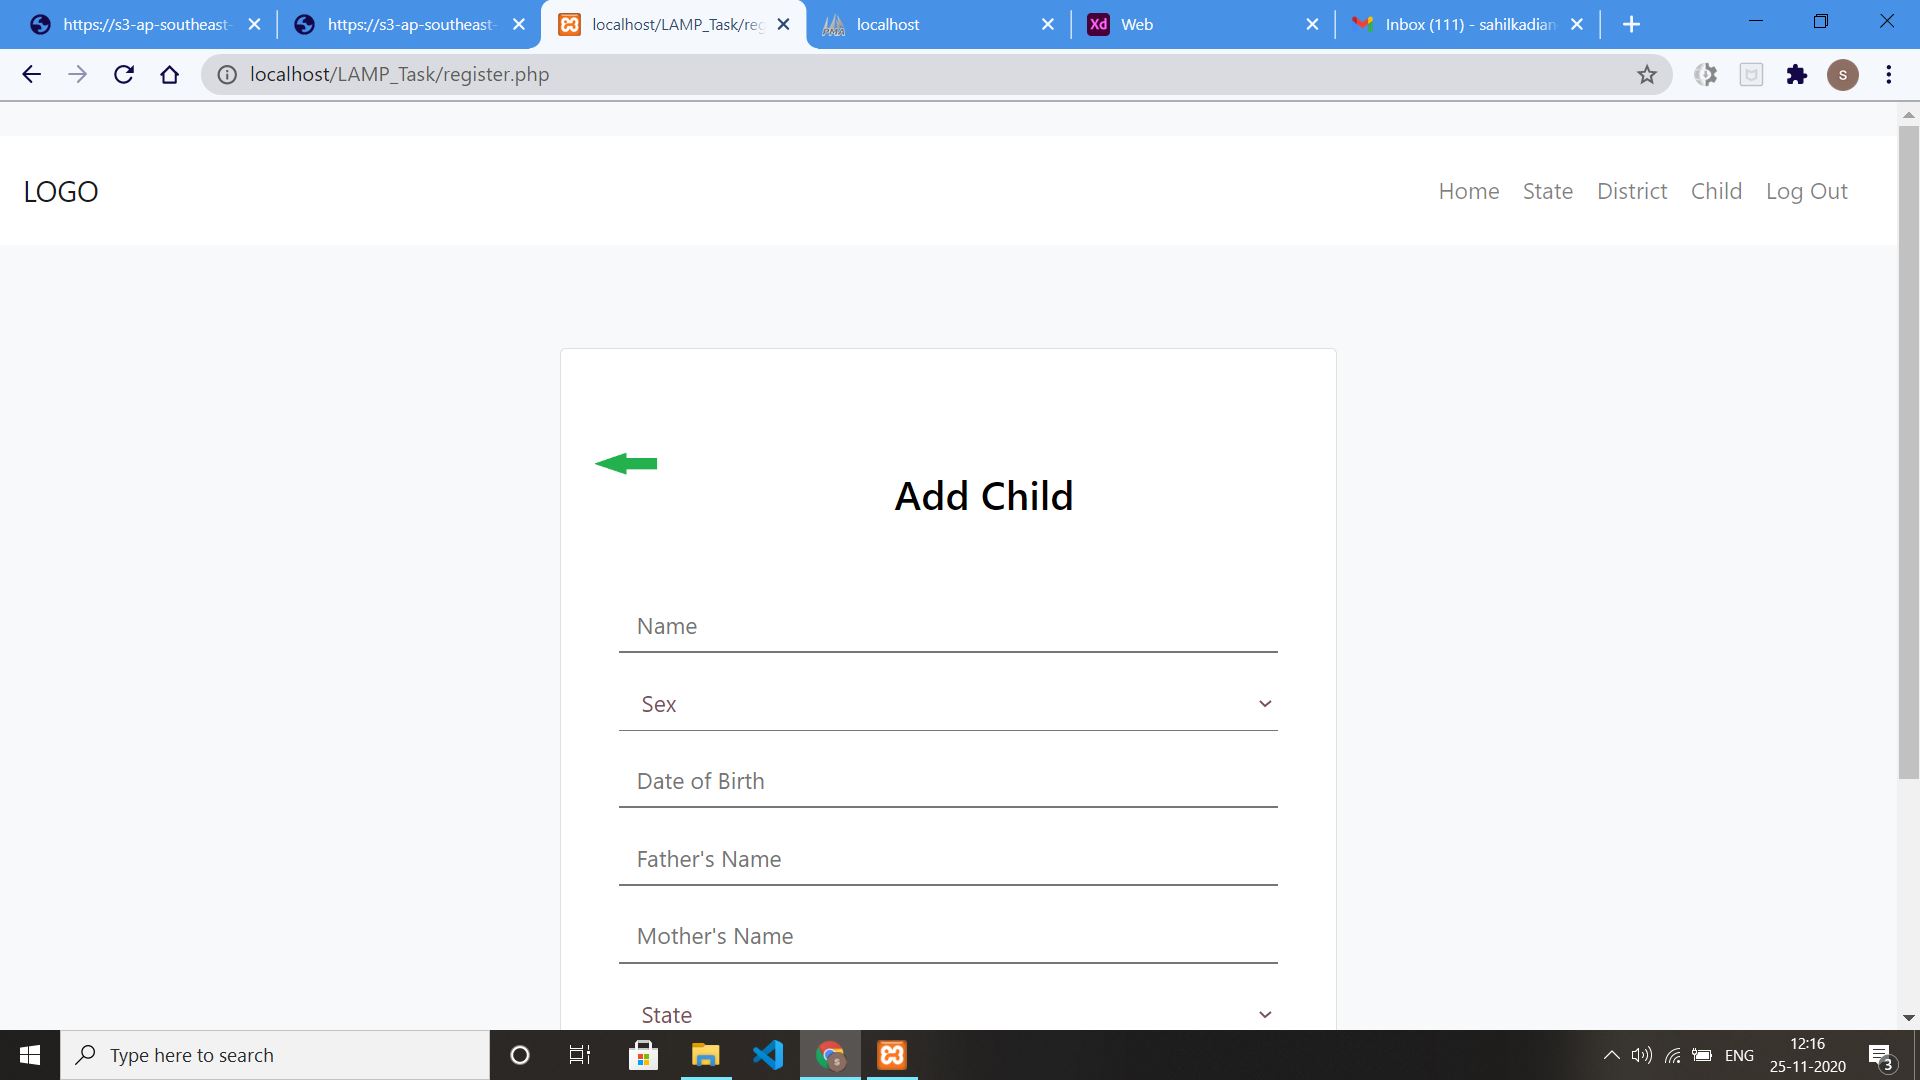 https://s3-ap-southeast-
https://s3-ap-southeast-
localhost/LAMP_Task/reg
localhost
Xd Web
Inbox (111) - sahilkadian
localhost/LAMP_Task/register.php
S
LOGO
Home State District Child Log Out
Add Child
Name
Sex
Date of Birth
Father's Name
Mother's Name
State
Type here to search
ENG
12:16
25-11-2020
3